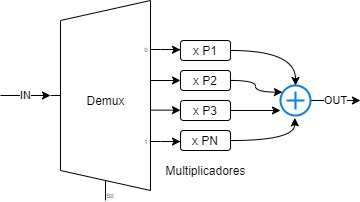 0
x P1
x P2
IN
Demux
OUT
x P3
1
x PN
Multiplicadores
S0